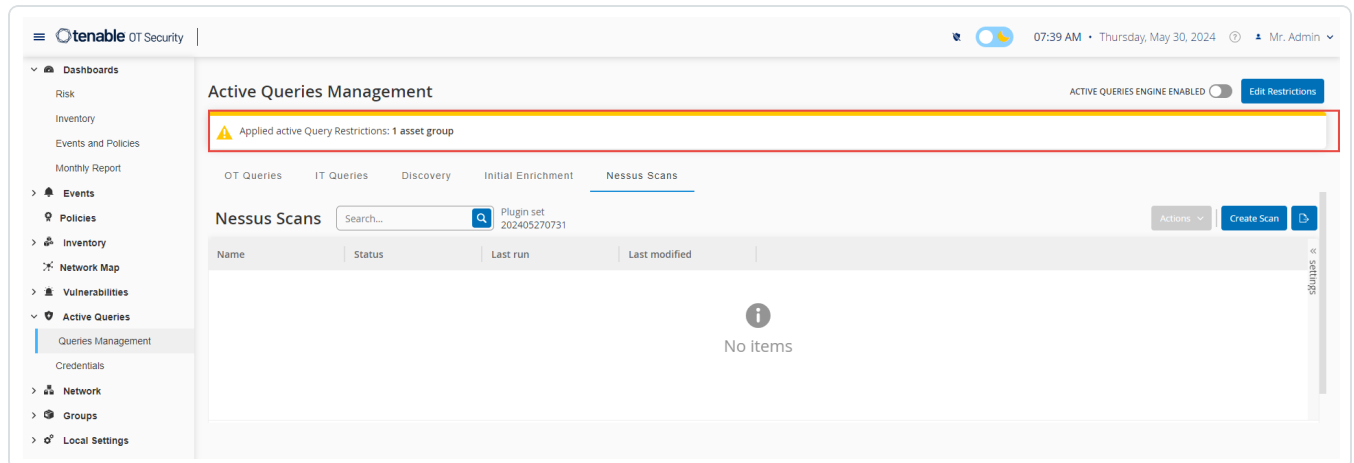 tenable OT Security
07:39 AM • Thursday, May 30, 2024
Mr. Admin
Dashboards
Risk
Inventory
Events and Policies
Monthly Report
Events
Policies
Inventory
Network Map
Vulnerabilities
Active Queries
Queries Management
Credentials
Network
Groups
Local Settings
Active Queries Management
ACTIVE QUERIES ENGINE ENABLED
Edit Restrictions
Applied active Query Restrictions: 1 asset group
OT Queries IT Queries Discovery Initial Enrichment Nessus Scans
Nessus Scans
Search...
Plugin set
202405270731
Actions
Create Scan
Name Status Last run Last modified
settings
No items